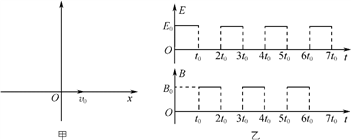 E
E₀
O t₀ 2t₀ 3t₀ 4t₀ 5t₀ 6t₀ 7t₀ t
B
B₀
O t₀ 2t₀ 3t₀ 4t₀ 5t₀ 6t₀ 7t₀ t
O v₀ x
甲
乙